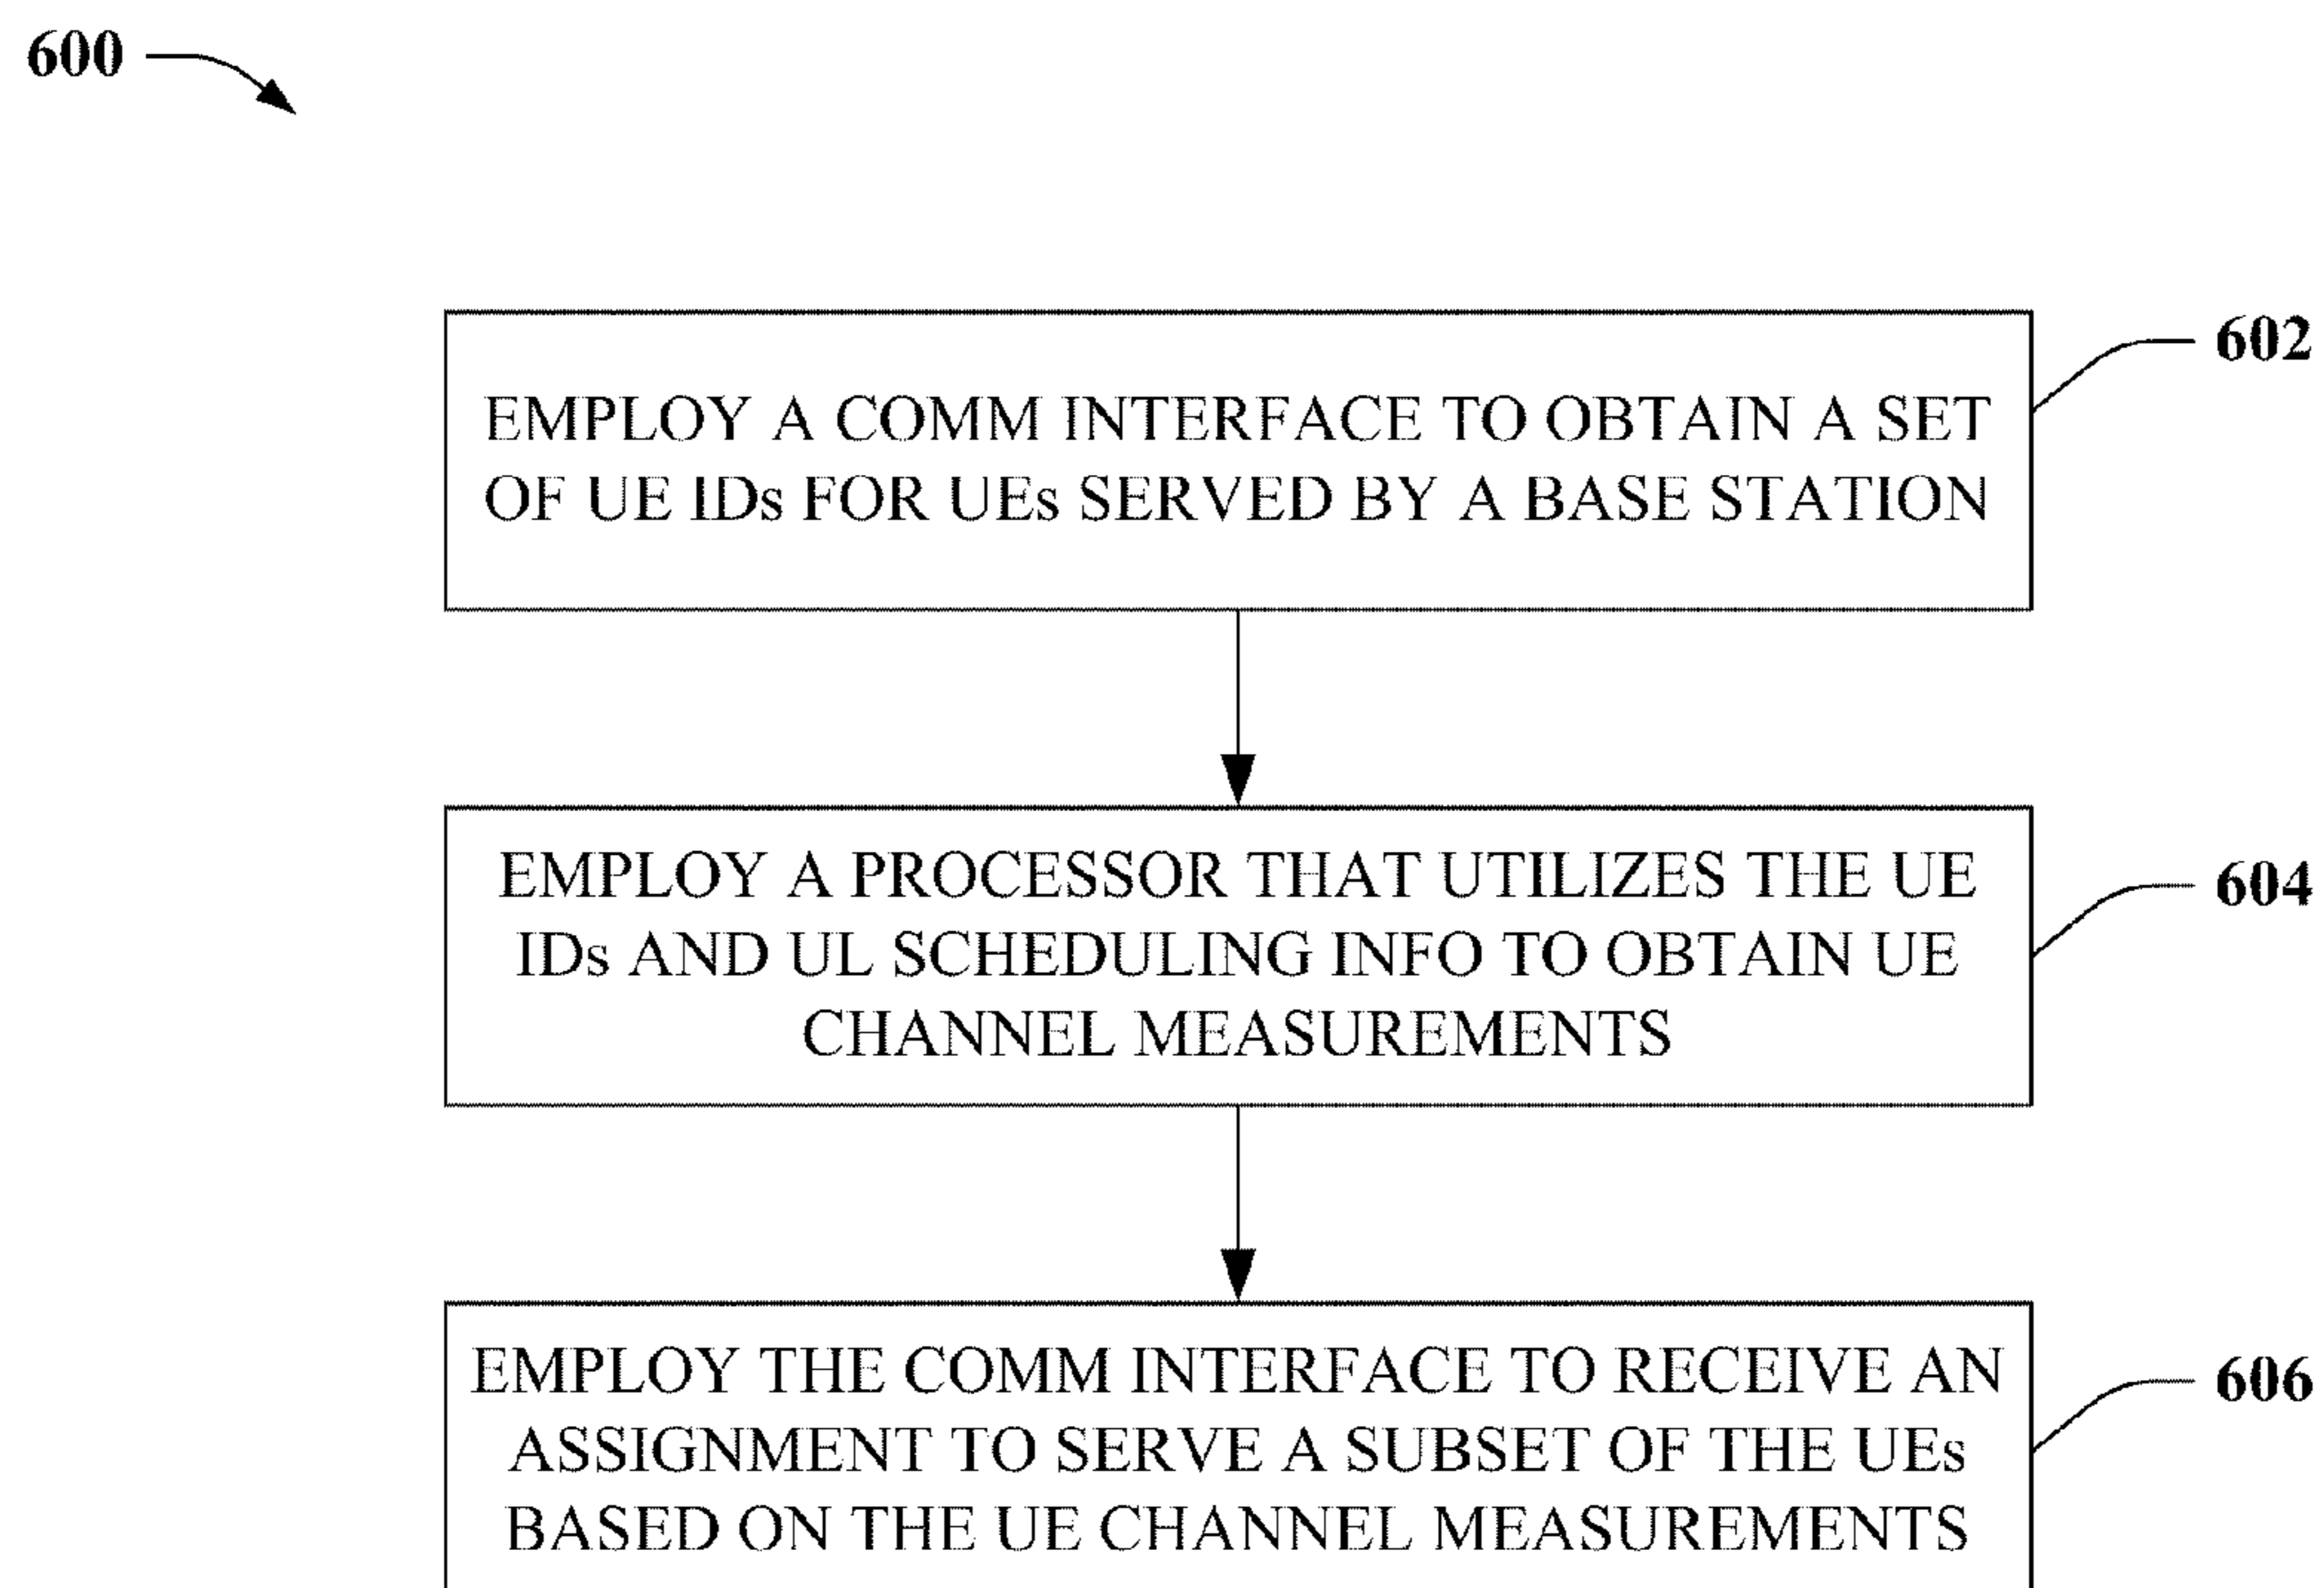 600
602
EMPLOY A COMM INTERFACE TO OBTAIN A SET
OF UE IDs FOR UEs SERVED BY A BASE STATION
604
EMPLOY A PROCESSOR THAT UTILIZES THE UE
IDs AND UL SCHEDULING INFO TO OBTAIN UE
CHANNEL MEASUREMENTS
606
EMPLOY THE COMM INTERFACE TO RECEIVE AN
ASSIGNMENT TO SERVE A SUBSET OF THE UEs
BASED ON THE UE CHANNEL MEASUREMENTS